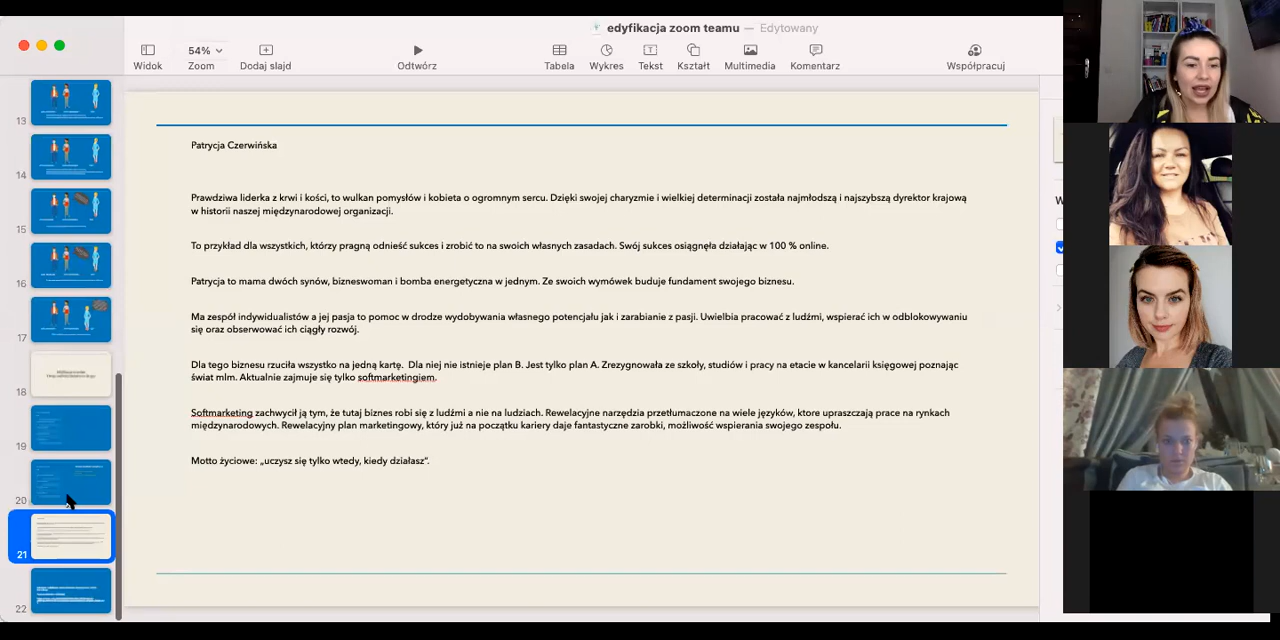 edyfikacja zoom teamu — Edytowany
54%
Widok
Zoom
Dodaj slajd
Odtwórz
Tabela
Wykres
Tekst
Kształt
Multimedia
Komentarz
Współpracuj
13
14
15
16
17
18
19
20
21
22
Patrycja Czerwińska
Prawdziwa liderka z krwi i kości, to wulkan pomysłów i kobieta o ogromnym sercu. Dzięki swojej charyzmie i wielkiej determinacji została najmłodszą i najszybszą dyrektor krajową
w historii naszej międzynarodowej organizacji.
To przykład dla wszystkich, którzy pragną odnieść sukces i zrobić to na swoich własnych zasadach. Swój sukces osiągnęła działając w 100 % online.
Patrycja to mama dwóch synów, bizneswoman i bomba energetyczna w jednym. Ze swoich wymówek buduje fundament swojego biznesu.
Ma zespół indywidualistów a jej pasja to pomoc w drodze wydobywania własnego potencjału jak i zarabianie z pasji. Uwielbia pracować z ludźmi, wspierać ich w odblokowywaniu
się oraz obserwować ich ciągły rozwój.
Dla tego biznesu rzuciła wszystko na jedną kartę. Dla niej nie istnieje plan B. Jest tylko plan A. Zrezygnowała ze szkoły, studiów i pracy na etacie w kancelarii księgowej poznając
świat mlm. Aktualnie zajmuje się tylko softmarketingiem.
Softmarketing zachwycił ją tym, że tutaj biznes robi się z ludźmi a nie na ludziach. Rewelacyjne narzędzia przetłumaczone na wiele języków, ktore upraszczają prace na rynkach
międzynarodowych. Rewelacyjny plan marketingowy, który już na początku kariery daje fantastyczne zarobki, możliwość wspierania swojego zespołu.
Motto życiowe: „uczysz się tylko wtedy, kiedy działasz”.